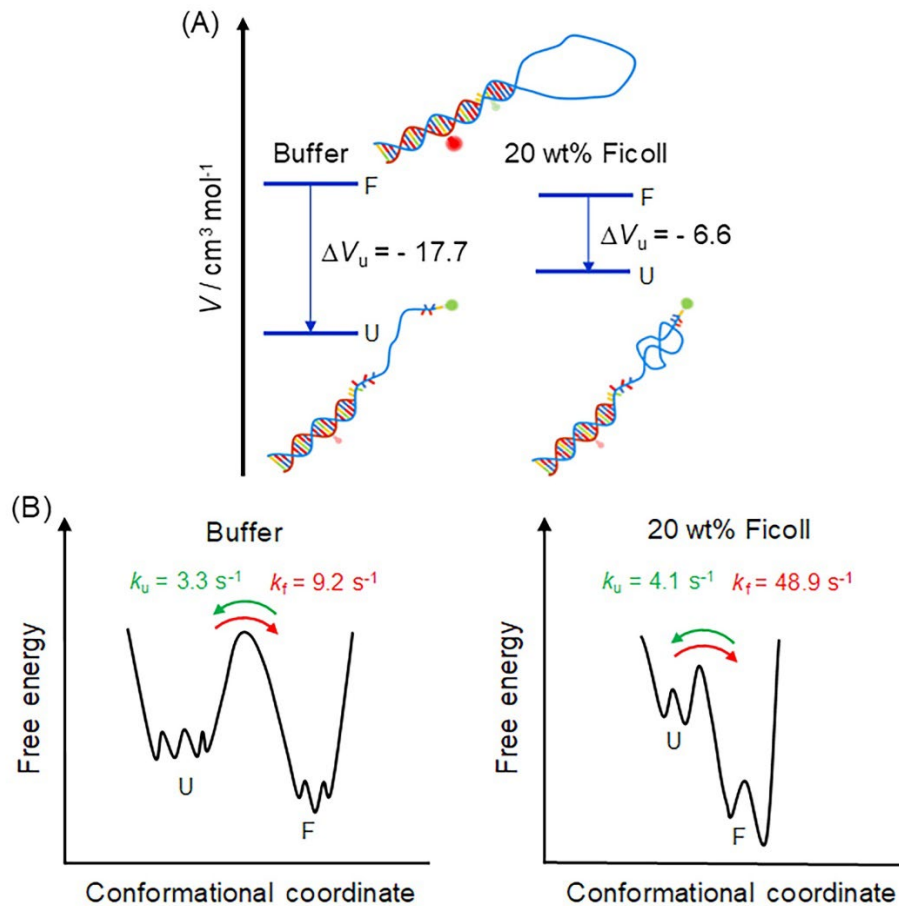 (A)
V / cm³ mol⁻¹
Buffer
20 wt% Ficoll
F
F
ΔVᵤ = - 17.7
ΔVᵤ = - 6.6
U
U
(B)
Buffer
kᵤ = 3.3 s⁻¹
k_f = 9.2 s⁻¹
Free energy
U
F
Conformational coordinate
20 wt% Ficoll
kᵤ = 4.1 s⁻¹
k_f = 48.9 s⁻¹
Free energy
U
F
Conformational coordinate